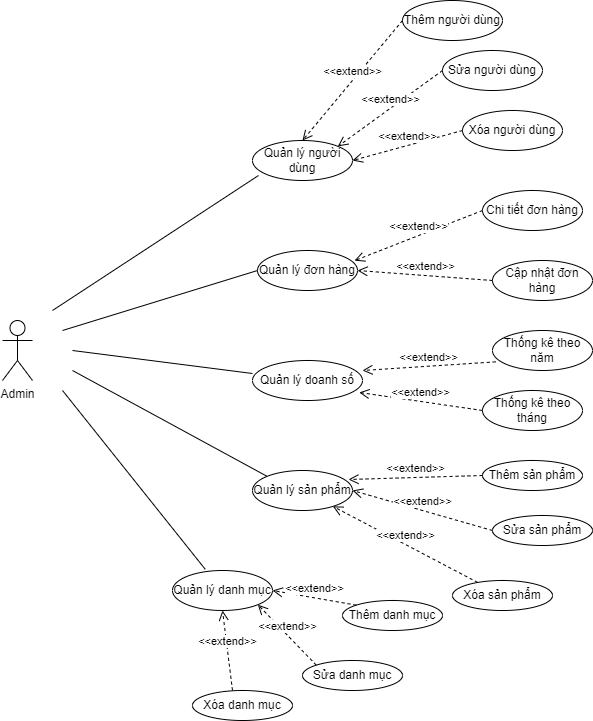 Thêm người dùng
<<extend>>
Sửa người dùng
<<extend>>
Xóa người dùng
<<extend>>
Quản lý người
dùng
Chi tiết đơn hàng
<<extend>>
Quản lý đơn hàng
<<extend>>
Cập nhật đơn
hàng
Thống kê theo
năm
<<extend>>
Quản lý doanh số
<<extend>>
Thống kê theo
tháng
Admin
<<extend>>
Thêm sản phẩm
Quản lý sản phẩm
<<extend>>
Sửa sản phẩm
<<extend>>
Xóa sản phẩm
Quản lý danh mục
<<extend>>
Thêm danh mục
<<extend>>
<<extend>>
Sửa danh mục
Xóa danh mục